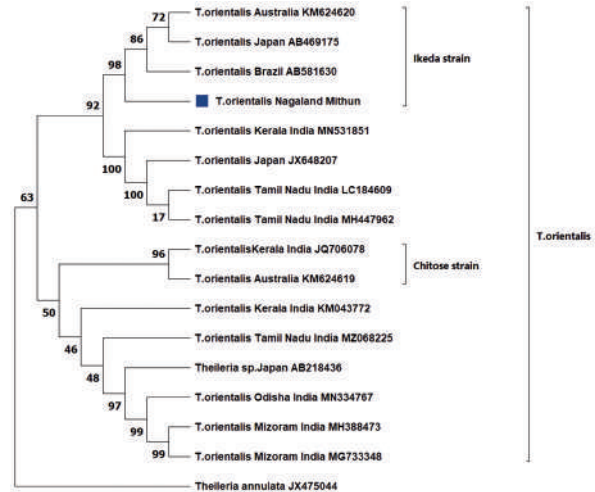 72
T.orientalis Australia KM624620
86
T.orientalis Japan AB469175
Ikeda strain
98
T.orientalis Brazil AB581630
92
T.orientalis Nagaland Mithun
T.orientalis Kerala India MN531851
100
T.orientalis Japan JX648207
100
T.orientalis Tamil Nadu India LC184609
63
17
T.orientalis Tamil Nadu India MH447962
T.orientalis
96
T.orientalisKerala India JQ706078
Chitose strain
T.orientalis Australia KM624619
50
T.orientalis Kerala India KM043772
46
T.orientalis Tamil Nadu India MZ068225
48
Theileria sp.Japan AB218436
97
T.orientalis Odisha India MN334767
99
T.orientalis Mizoram India MH388473
99
T.orientalis Mizoram India MG733348
Theileria annulata JX475044